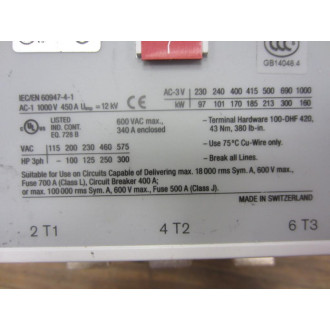 CCC
GB14048.4
IEC/EN 60947-4-1
AC-1 1000 V 450 A Uimp = 12 kV
CE
AC-3 V 230 240 400 415 500 690 1000
kW 97 101 170 185 213 300 160
UL LISTED
IND. CONT.
EQ. 728 B
600 VAC max.
340 A enclosed
- Terminal Hardware 100-DHF 420,
43 Nm, 380 lb-in.
- Use 75°C Cu-Wire only.
- Break all Lines.
VAC 115 200 230 460 575
HP 3ph - 100 125 250 300
Suitable for Use on Circuits Capable of Delivering max. 18 000 rms Sym. A, 600 V max.,
Fuse 700 A (Class L), Circuit Breaker 400 A;
or max. 100 000 rms Sym. A, 600 V max., Fuse 500 A (Class J).
MADE IN SWITZERLAND
2 T1 4 T2 6 T3